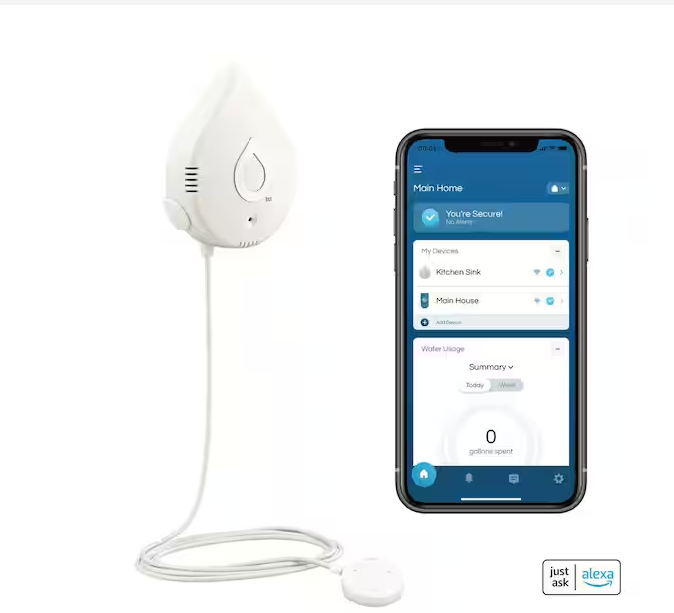 Main Home
You're Secure!
No Alerts
My Devices
Kitchen Sink
Main House
Add Device
Water Usage
Summary
Today Week
0
gallons spent
just
ask
alexa